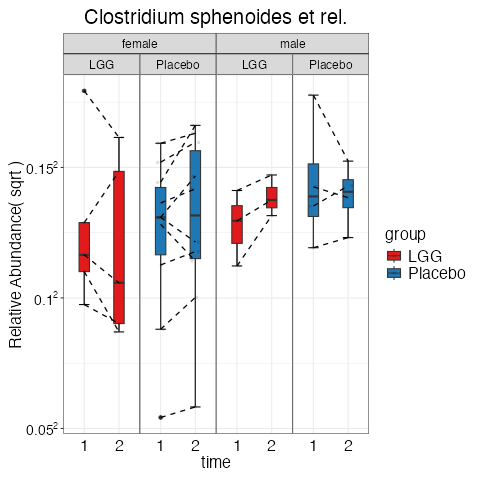 Clostridium sphenoides et rel.
female
male
LGG
Placebo
LGG
Placebo
Relative Abundance( sqrt )
0.15²
0.1²
0.05²
1
2
1
2
1
2
1
2
time
group
LGG
Placebo